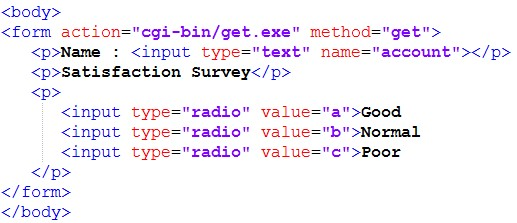 <body>
<form action="cgi-bin/get.exe" method="get">
<p>Name : <input type="text" name="account"></p>
<p>Satisfaction Survey</p>
<p>
<input type="radio" value="a">Good
<input type="radio" value="b">Normal
<input type="radio" value="c">Poor
</p>
</form>
</body>